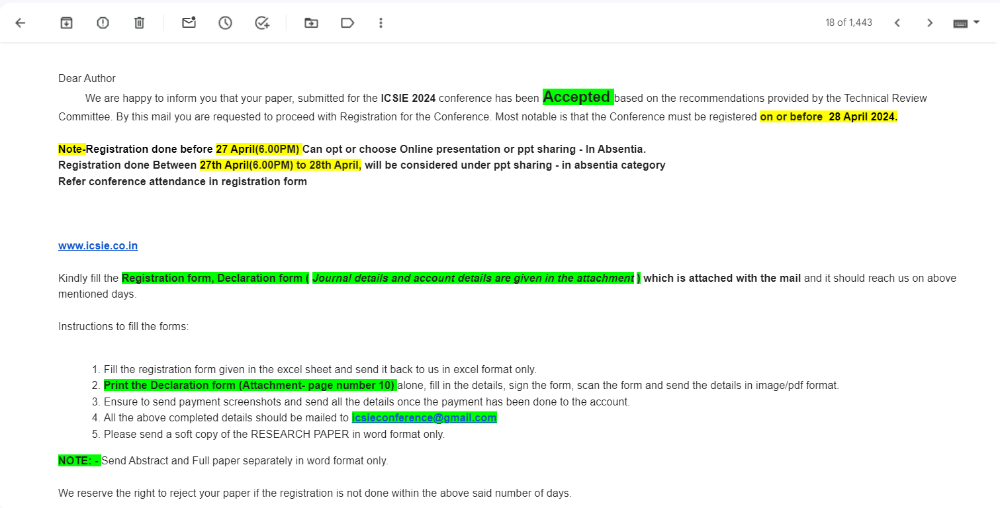 18 of 1,443
Dear Author
We are happy to inform you that your paper, submitted for the ICSIE 2024 conference has been Accepted based on the recommendations provided by the Technical Review
Committee. By this mail you are requested to proceed with Registration for the Conference. Most notable is that the Conference must be registered on or before  28 April 2024.
Note-Registration done before 27 April(6.00PM) Can opt or choose Online presentation or ppt sharing - In Absentia.
Registration done Between 27th April(6.00PM) to 28th April, will be considered under ppt sharing - in absentia category
Refer conference attendance in registration form
www.icsie.co.in
Kindly fill the Registration form, Declaration form ( Journal details and account details are given in the attachment ) which is attached with the mail and it should reach us on above
mentioned days.
Instructions to fill the forms:
1. Fill the registration form given in the excel sheet and send it back to us in excel format only.
2. Print the Declaration form (Attachment- page number 10) alone, fill in the details, sign the form, scan the form and send the details in image/pdf format.
3. Ensure to send payment screenshots and send all the details once the payment has been done to the account.
4. All the above completed details should be mailed to icsieconference@gmail.com
5. Please send a soft copy of the RESEARCH PAPER in word format only.
NOTE: - Send Abstract and Full paper separately in word format only.
We reserve the right to reject your paper if the registration is not done within the above said number of days.